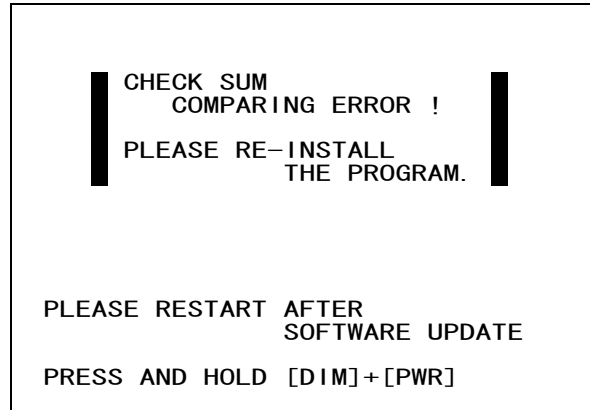 CHECK SUM
COMPARING ERROR !
PLEASE RE-INSTALL
THE PROGRAM.
PLEASE RESTART AFTER
SOFTWARE UPDATE
PRESS AND HOLD [DIM]+[PWR]